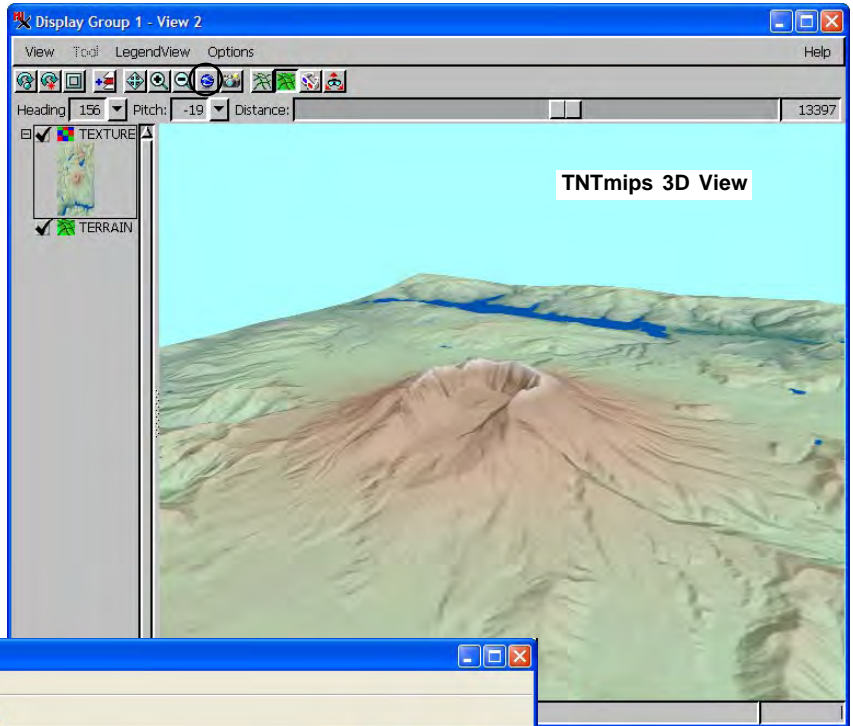 Display Group 1 - View 2
View Tool LegendView Options Help
Heading 156 Pitch: -19 Distance: 13397
TEXTURE
TNTmips 3D View
TERRAIN